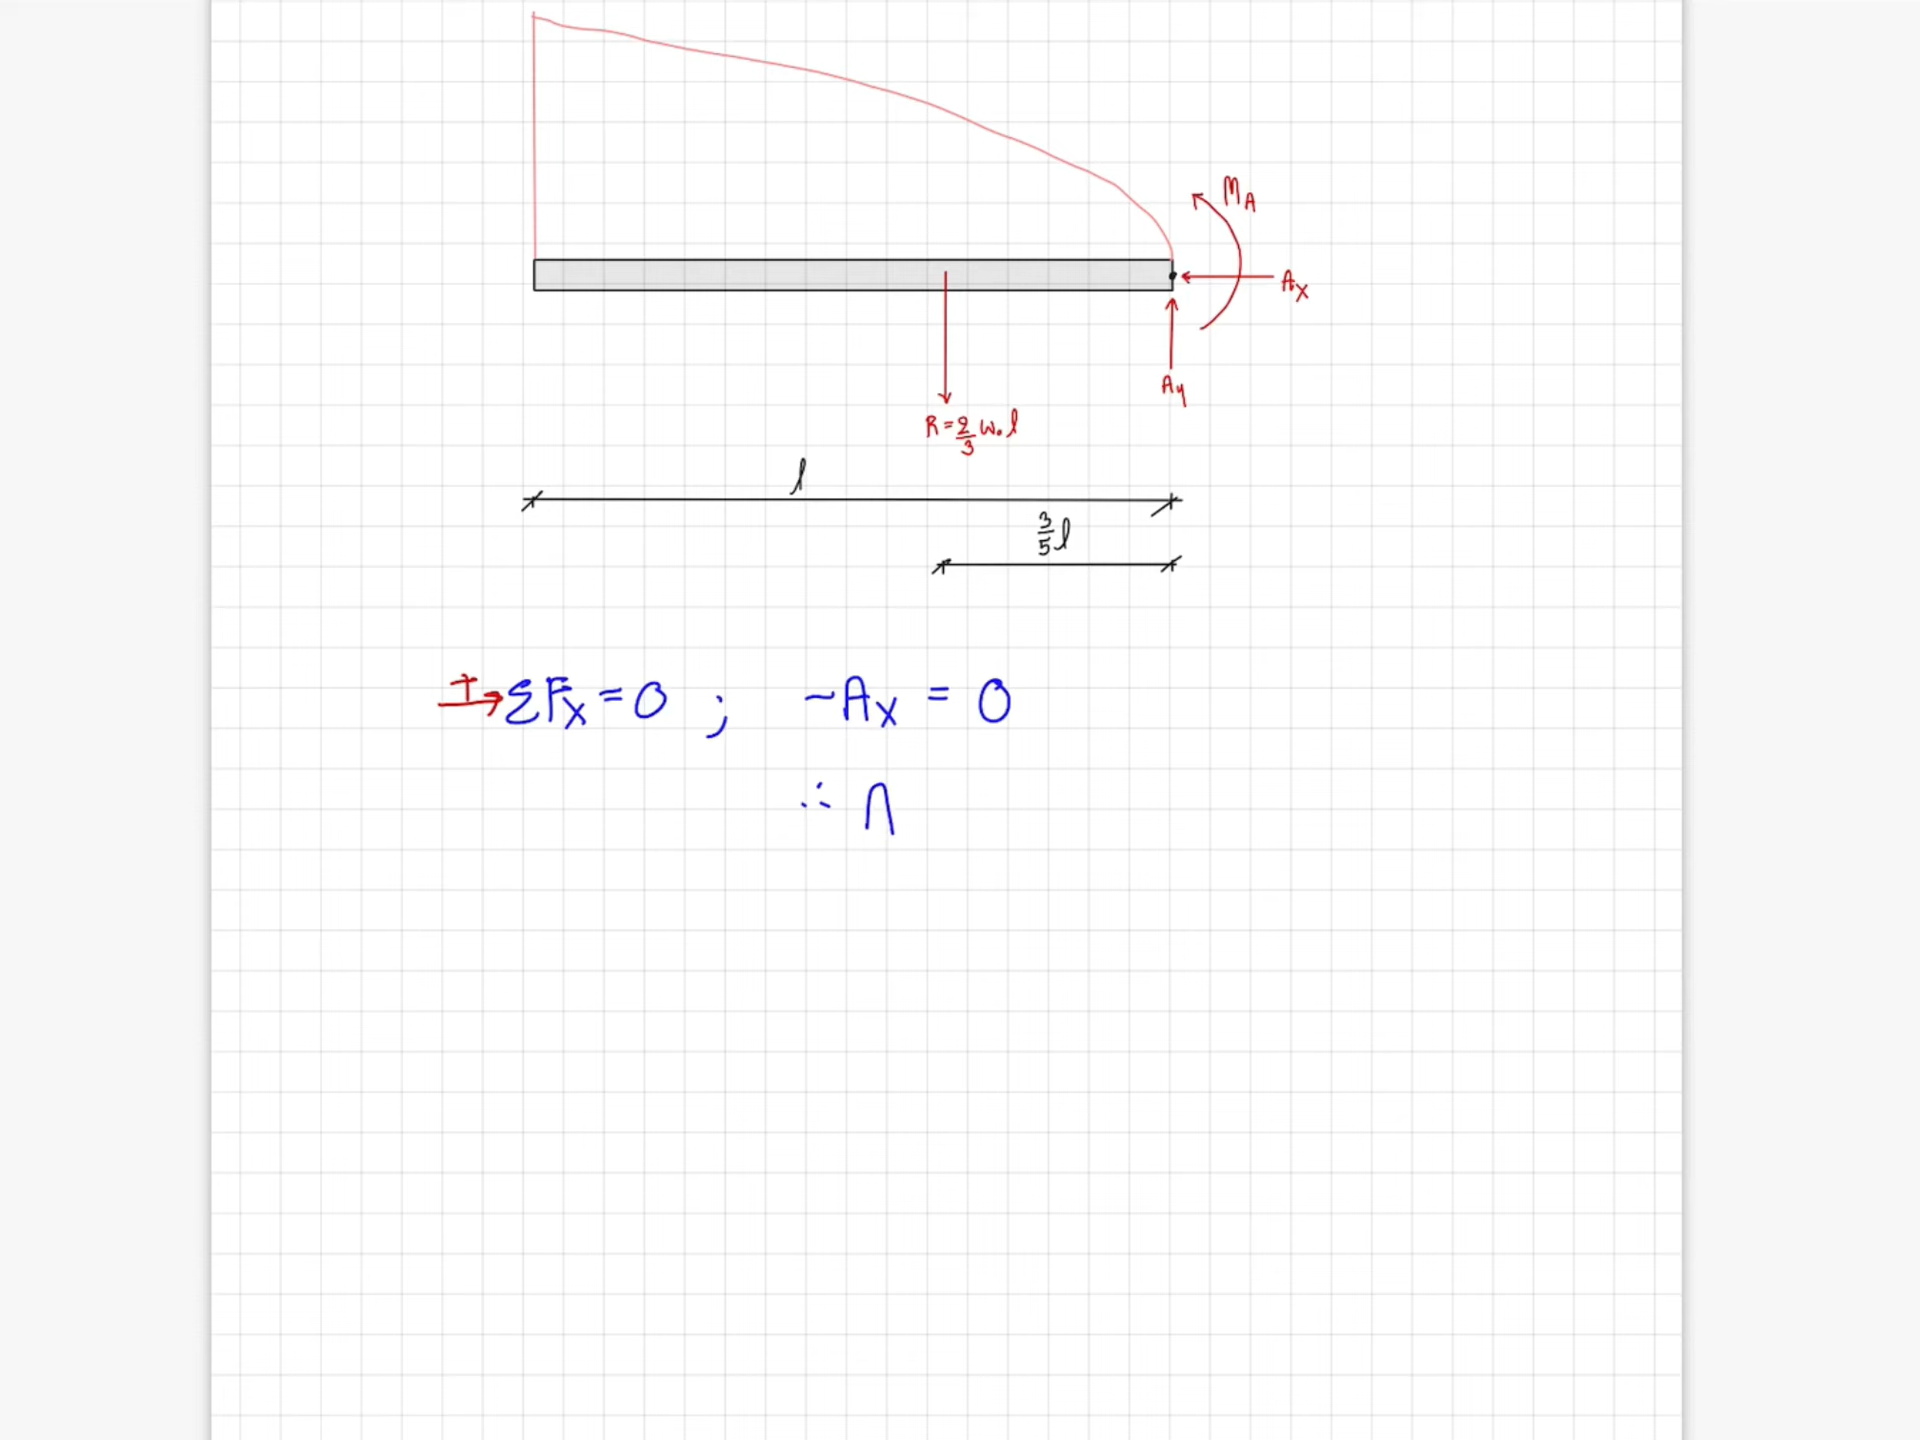 M_A
A_x
A_y
R = 2/3 w₀ l
l
3/5 l
+→ ΣF_x = 0 ; -A_x = 0
∴